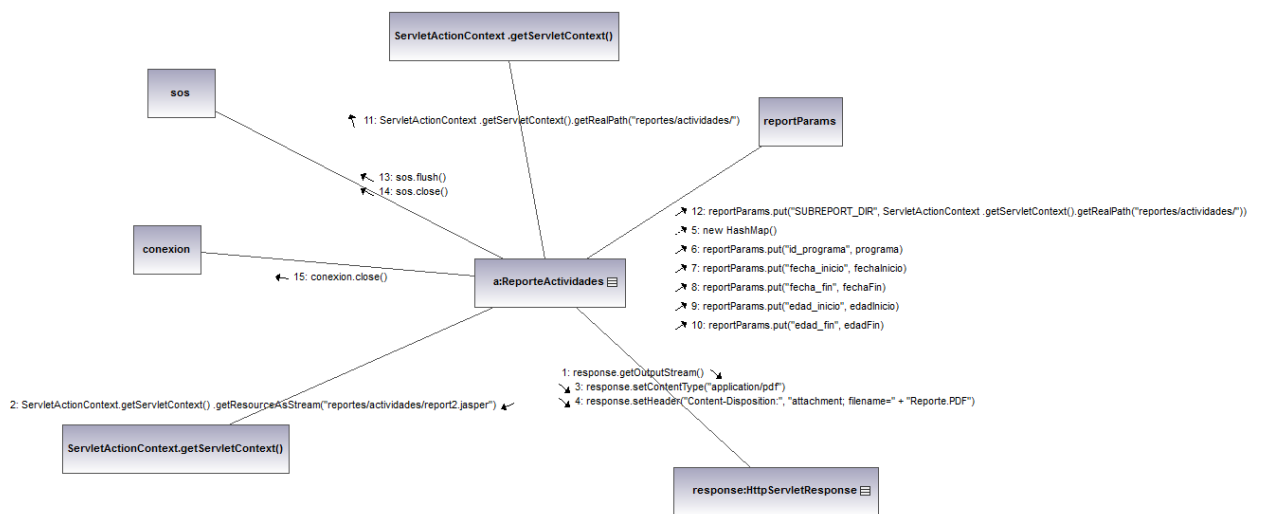 ServletActionContext .getServletContext()
sos
reportParams
11: ServletActionContext .getServletContext().getRealPath("reportes/actividades/")
13: sos.flush()
14: sos.close()
12: reportParams.put("SUBREPORT_DIR", ServletActionContext .getServletContext().getRealPath("reportes/actividades/"))
5: new HashMap()
6: reportParams.put("id_programa", programa)
7: reportParams.put("fecha_inicio", fechaInicio)
8: reportParams.put("fecha_fin", fechaFin)
9: reportParams.put("edad_inicio", edadInicio)
10: reportParams.put("edad_fin", edadFin)
conexion
15: conexion.close()
a:ReporteActividades
1: response.getOutputStream()
3: response.setContentType("application/pdf")
4: response.setHeader("Content-Disposition:", "attachment; filename=" + "Reporte.PDF")
2: ServletActionContext.getServletContext() .getResourceAsStream("reportes/actividades/report2.jasper")
ServletActionContext.getServletContext()
response:HttpServletResponse